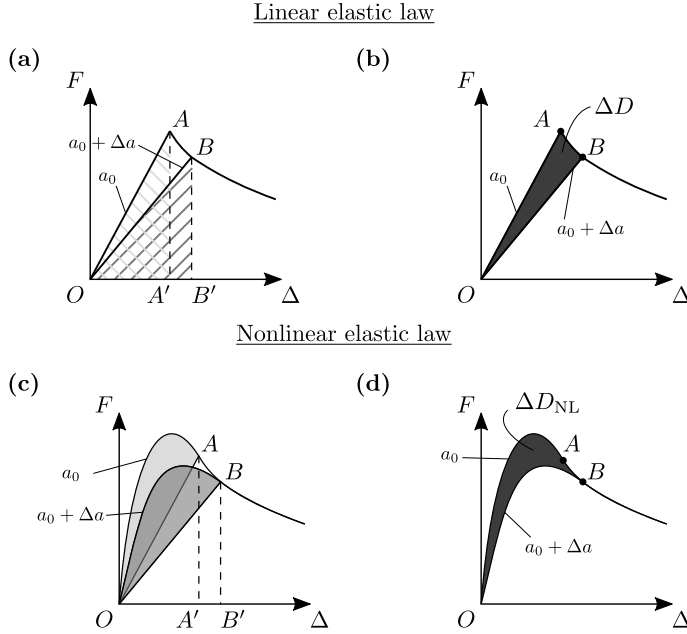 Linear elastic law
(a)
F
A
a₀ + Δa
B
a₀
O
A′
B′
Δ
(b)
F
A
ΔD
B
a₀
a₀ + Δa
O
Δ
Nonlinear elastic law
(c)
F
A
a₀
B
a₀ + Δa
O
A′
B′
Δ
(d)
F
ΔD_NL
A
a₀
B
a₀ + Δa
O
Δ